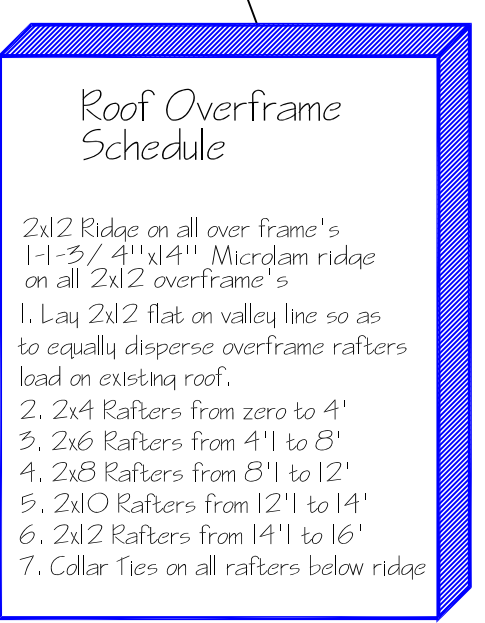 Roof Overframe
Schedule
2x12 Ridge on all over frame's
1-1-3/ 4''x14'' Microlam ridge
on all 2x12 overframe's
1. Lay 2x12 flat on valley line so as
to equally disperse overframe rafters
load on existing roof.
2. 2x4 Rafters from zero to 4'
3. 2x6 Rafters from 4'1 to 8'
4. 2x8 Rafters from 8'1 to 12'
5. 2x10 Rafters from 12'1 to 14'
6. 2x12 Rafters from 14'1 to 16'
7. Collar Ties on all rafters below ridge